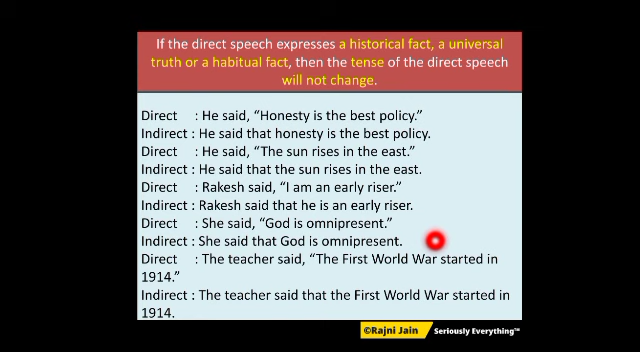 If the direct speech expresses a historical fact, a universal
truth or a habitual fact, then the tense of the direct speech
will not change.
Direct : He said, “Honesty is the best policy.”
Indirect : He said that honesty is the best policy.
Direct : He said, “The sun rises in the east.”
Indirect : He said that the sun rises in the east.
Direct : Rakesh said, “I am an early riser.”
Indirect : Rakesh said that he is an early riser.
Direct : She said, “God is omnipresent.”
Indirect : She said that God is omnipresent.
Direct : The teacher said, “The First World War started in
1914.”
Indirect : The teacher said that the First World War started in
1914.
©Rajni Jain Seriously Everything™